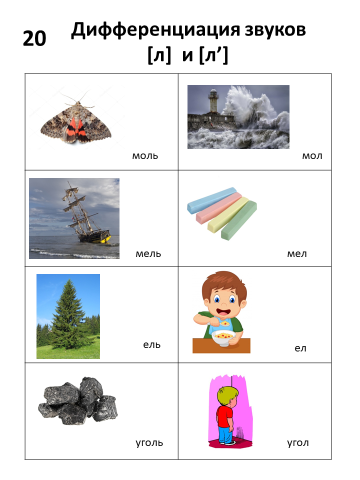 20
Дифференциация звуков
[л] и [л’]
моль
мол
мель
мел
ель
ел
уголь
угол